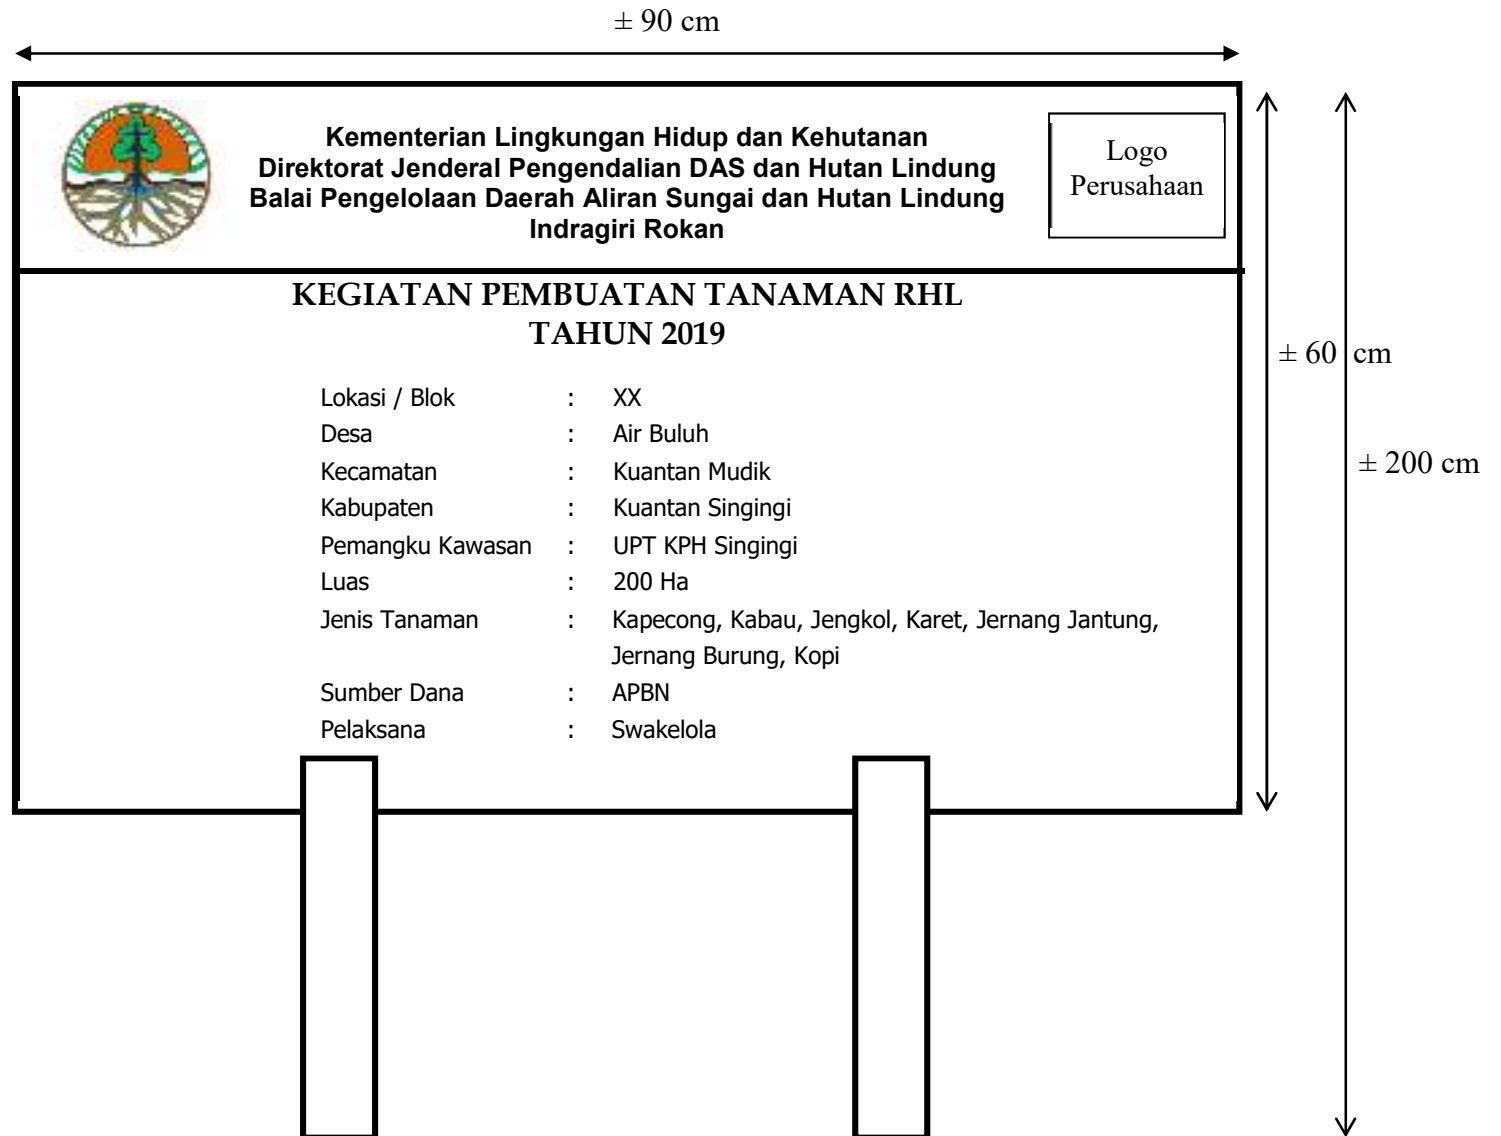 ± 90 cm
Kementerian Lingkungan Hidup dan Kehutanan
Direktorat Jenderal Pengendalian DAS dan Hutan Lindung
Balai Pengelolaan Daerah Aliran Sungai dan Hutan Lindung
Indragiri Rokan
Logo
Perusahaan
KEGIATAN PEMBUATAN TANAMAN RHL
TAHUN 2019
± 60 cm
± 200 cm
Lokasi / Blok : XX
Desa : Air Buluh
Kecamatan : Kuantan Mudik
Kabupaten : Kuantan Singingi
Pemangku Kawasan : UPT KPH Singingi
Luas : 200 Ha
Jenis Tanaman : Kapecong, Kabau, Jengkol, Karet, Jernang Jantung,
Jernang Burung, Kopi
Sumber Dana : APBN
Pelaksana : Swakelola